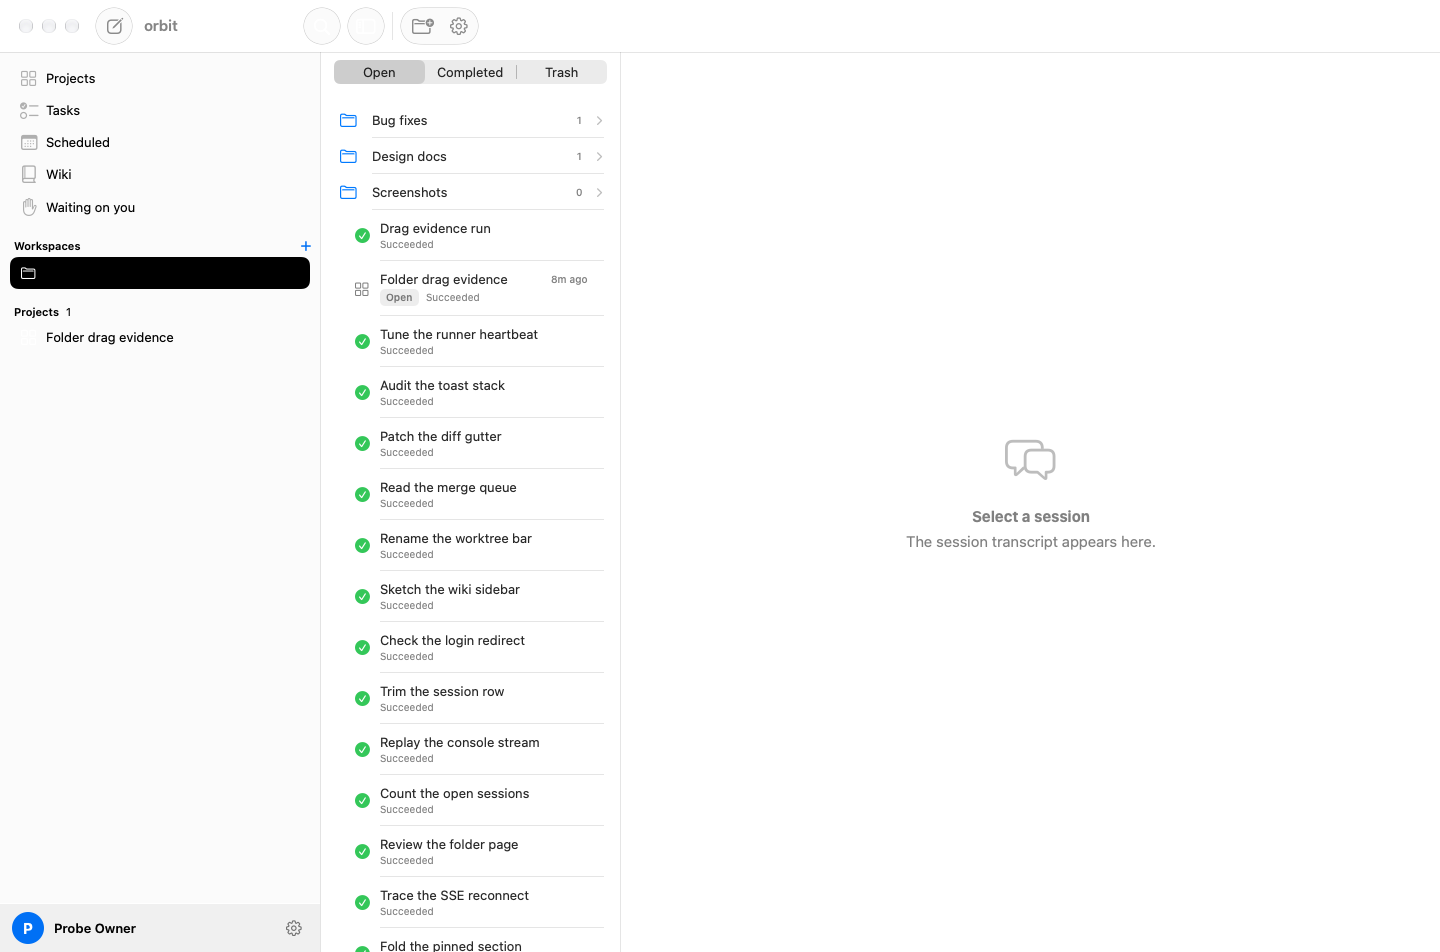 orbit
Projects
Tasks
Scheduled
Wiki
Waiting on you
Workspaces
Projects 1
Folder drag evidence
P Probe Owner
Open Completed Trash
Bug fixes 1
Design docs 1
Screenshots 0
Drag evidence run
Succeeded
Folder drag evidence 8m ago
Open Succeeded
Tune the runner heartbeat
Succeeded
Audit the toast stack
Succeeded
Patch the diff gutter
Succeeded
Read the merge queue
Succeeded
Rename the worktree bar
Succeeded
Sketch the wiki sidebar
Succeeded
Check the login redirect
Succeeded
Trim the session row
Succeeded
Replay the console stream
Succeeded
Count the open sessions
Succeeded
Review the folder page
Succeeded
Trace the SSE reconnect
Succeeded
Fold the pinned section
Select a session
The session transcript appears here.